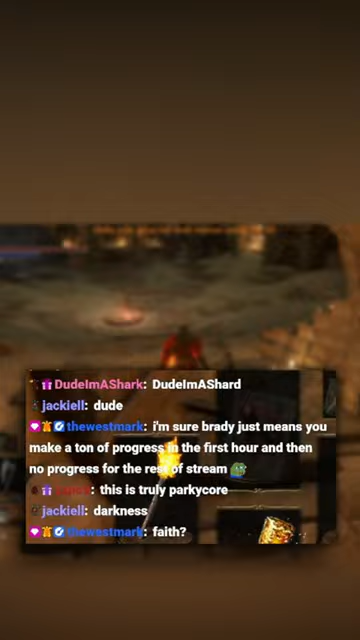 DudeImAShark: DudeImAShard
jackiell: dude
thewestmark: i'm sure brady just means you
make a ton of progress in the first hour and then
no progress for the rest of stream
: this is truly parkycore
jackiell: darkness
thewestmark: faith?